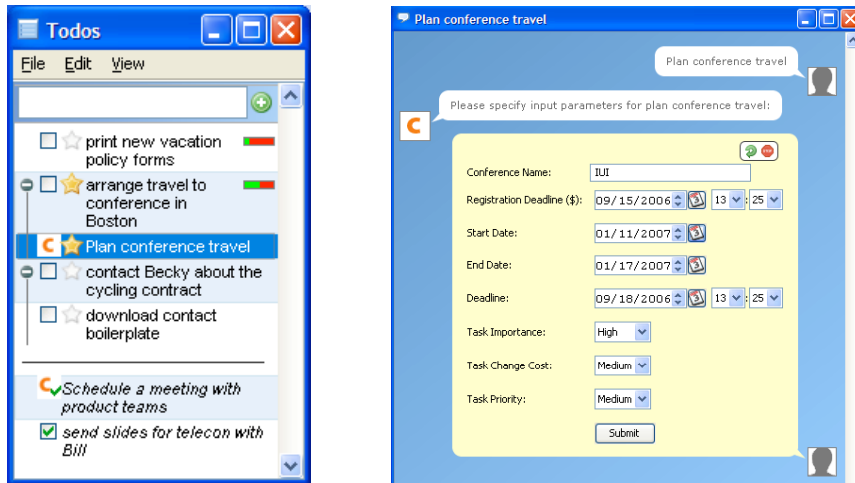 Todos
File Edit View
print new vacation
policy forms
arrange travel to
conference in
Boston
C Plan conference travel
contact Becky about the
cycling contract
download contact
boilerplate
C Schedule a meeting with
product teams
send slides for telecon with
Bill
Plan conference travel
Plan conference travel
Please specify input parameters for plan conference travel:
C
Conference Name: IUI
Registration Deadline ($): 09/15/2006 13 : 25
Start Date: 01/11/2007
End Date: 01/17/2007
Deadline: 09/18/2006 13 : 25
Task Importance: High
Task Change Cost: Medium
Task Priority: Medium
Submit